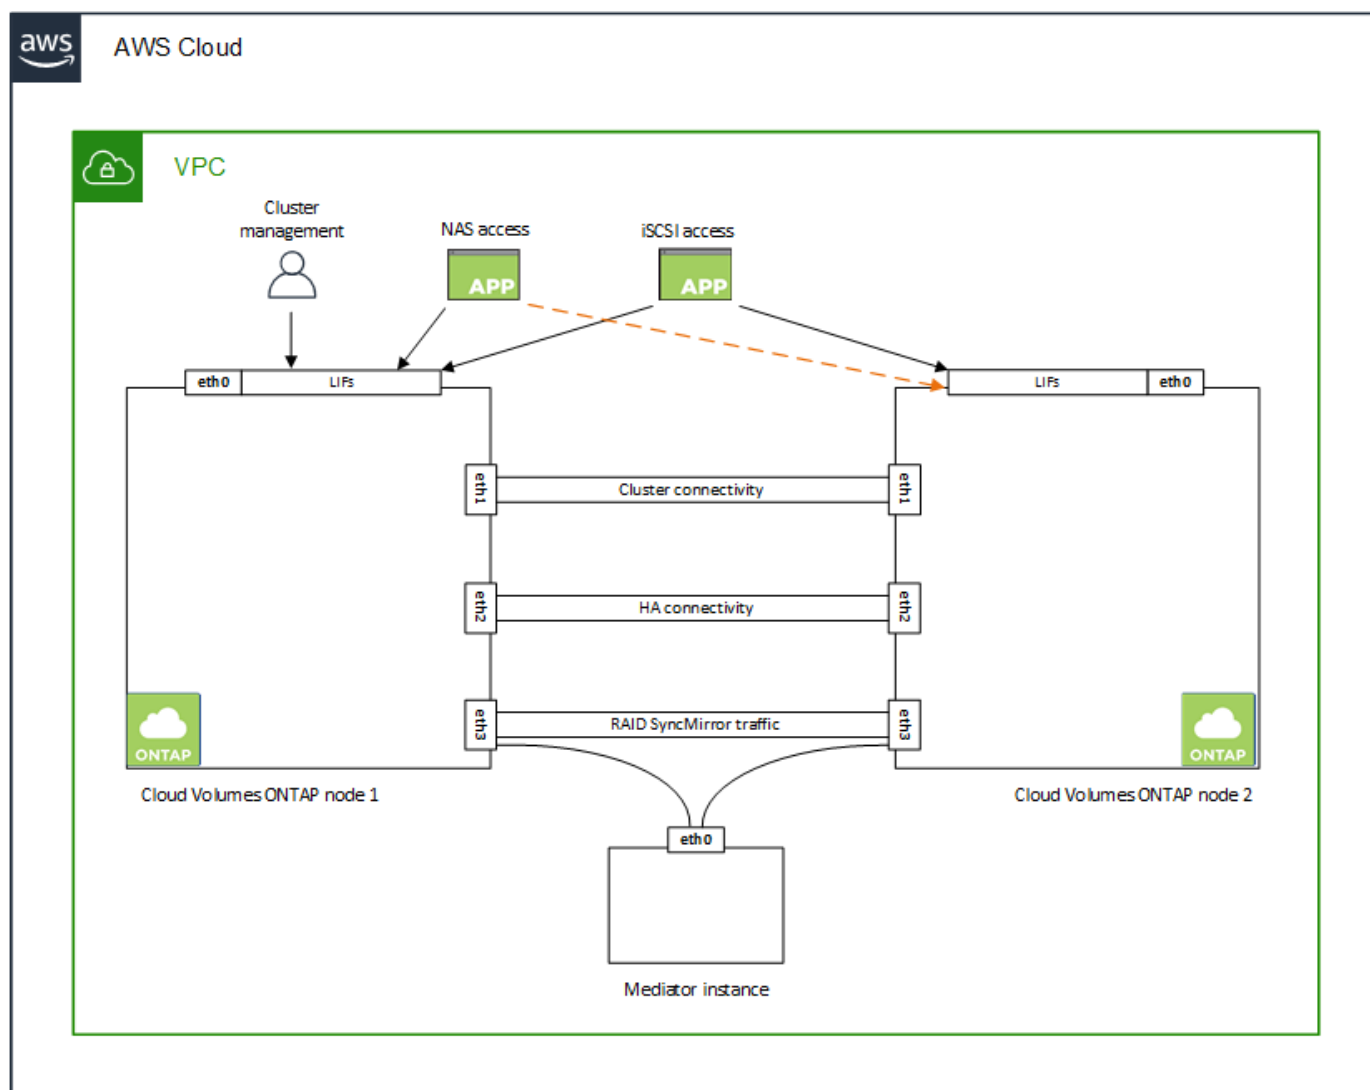 aws
AWS Cloud
VPC
Cluster
management
NAS access
iSCSI access
APP
APP
eth0
LIFs
LIFs
eth0
eth1
Cluster connectivity
eth1
eth2
HA connectivity
eth2
eth3
RAID SyncMirror traffic
eth3
ONTAP
ONTAP
Cloud Volumes ONTAP node 1
Cloud Volumes ONTAP node 2
eth0
Mediator instance